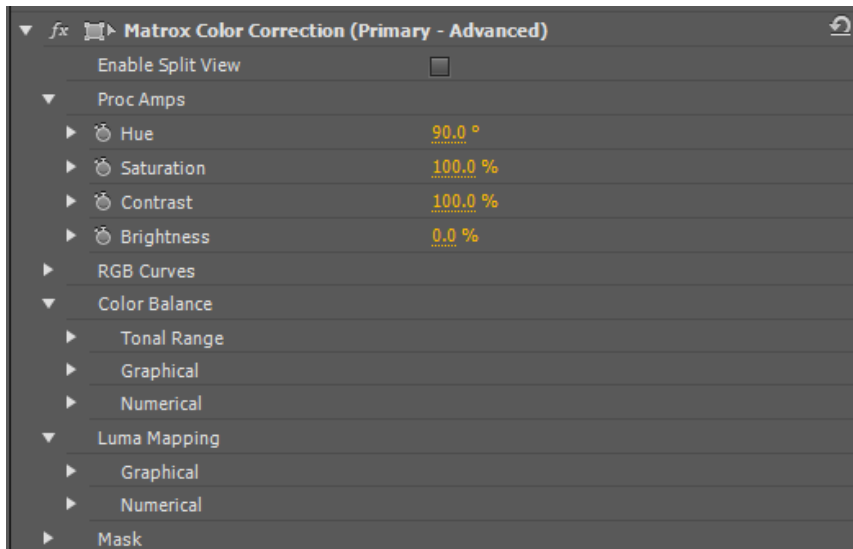 fx Matrox Color Correction (Primary - Advanced)
Enable Split View
Proc Amps
Hue 90.0 °
Saturation 100.0 %
Contrast 100.0 %
Brightness 0.0 %
RGB Curves
Color Balance
Tonal Range
Graphical
Numerical
Luma Mapping
Graphical
Numerical
Mask